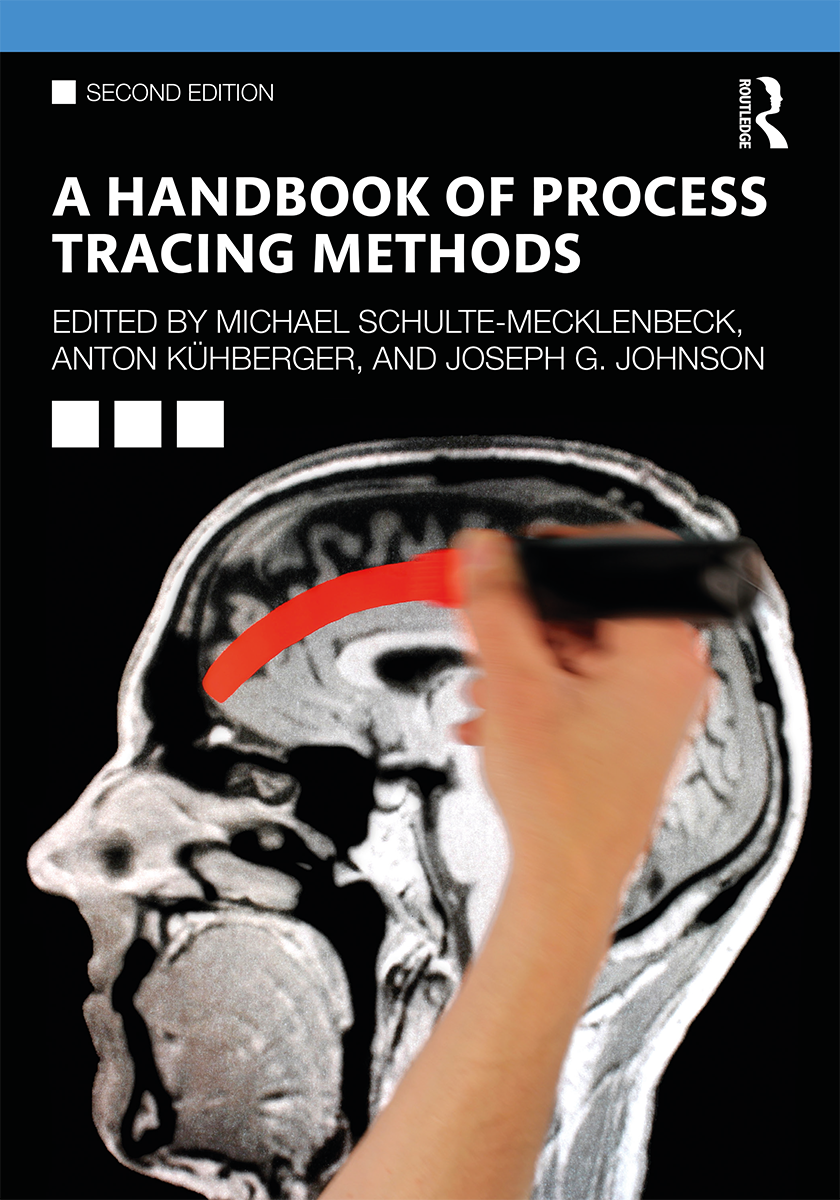 SECOND EDITION
ROUTLEDGE
A HANDBOOK OF PROCESS
TRACING METHODS
EDITED BY MICHAEL SCHULTE-MECKLENBECK,
ANTON KÜHBERGER, AND JOSEPH G. JOHNSON